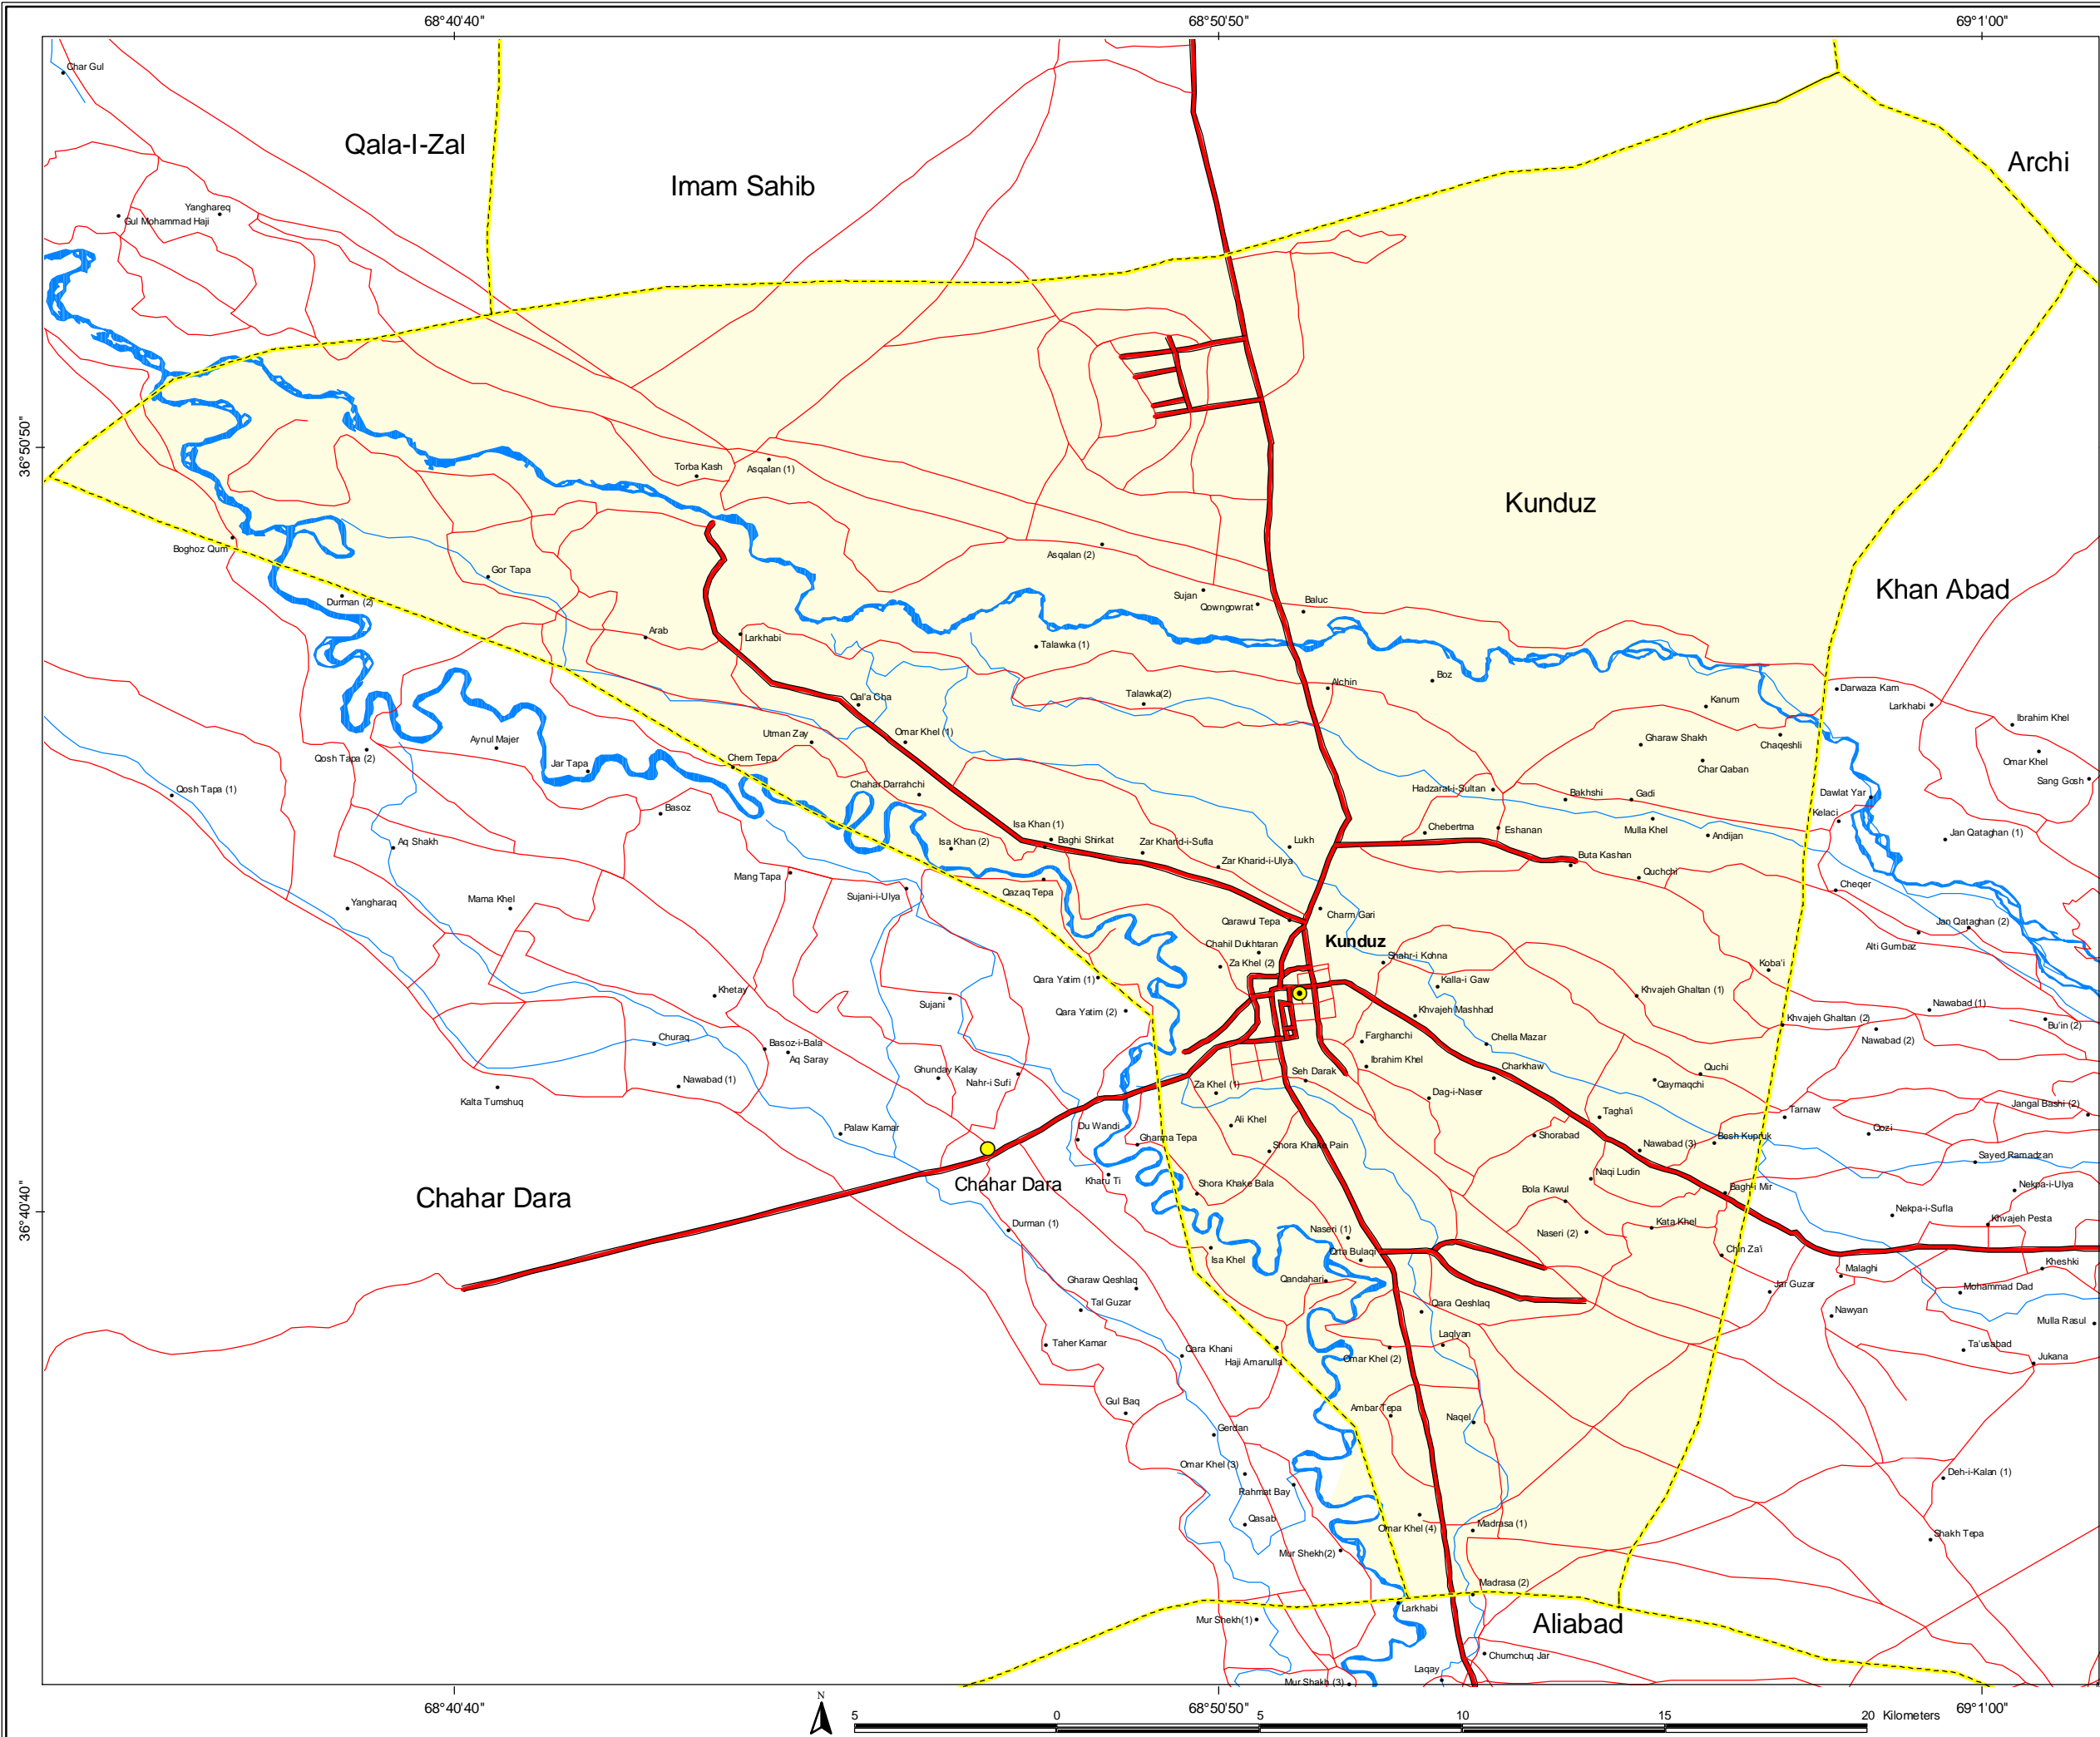 68°40'40" 68°50'50" 69°1'00"
Char Gul
Qala-I-Zal
Archi
Imam Sahib
Yanghareq
Gul Mohammad Haji
36°50'50"
Torba Kash
Asqalan (1)
Kunduz
Boghoz Qum
Asqalan (2)
Gor Tapa
Khan Abad
Durman (2)
Sujan
Qowngowrat
Baluc
Arab
Larkhabi
Talawka (1)
Boz
Alchin
Darwaza Kam
Qal'a Cha
Talawka(2)
Kanum
Larkhabi
Ibrahim Khel
Aynul Majer
Utman Zay
Omar Khel (1)
Gharaw Shakh
Chaqeshli
Qosh Tapa (2)
Chem Tepa
Jar Tapa
Char Qaban
Omar Khel
Sang Gosh
Qosh Tapa (1)
Chahar Darrahchi
Hadzarat-i-Sultan
Bakhshi
Gadi
Dawlat Yar
Basoz
Kelaci
Isa Khan (1)
Chebertma
Eshanan
Mulla Khel
Andijan
Jan Qataghan (1)
Aq Shakh
Isa Khan (2)
Baghi Shirkat
Zar Kharid-i-Sufla
Lukh
Zar Kharid-i-Ulya
Buta Kashan
Mang Tapa
Quchchi
Cheqer
Sujani-i-Ulya
Qazaq Tepa
Yangharaq
Mama Khel
Qarawul Tepa
Charm Gari
Jan Qataghan (2)
Kunduz
Chahil Dukhtaran
Alti Gumbaz
Za Khel (2)
Shahr-i Kohna
Koba'i
Qara Yatim (1)
Kalla-i Gaw
Khetay
Khvajeh Ghaltan (1)
Sujani
Qara Yatim (2)
Khvajeh Mashhad
Nawabad (1)
Khvajeh Ghaltan (2)
Bu'in (2)
Churaq
Basoz-i-Bala
Aq Saray
Farghanchi
Chella Mazar
Nawabad (2)
Ibrahim Khel
Ghunday Kalay
Nahr-i Sufi
Seh Darak
Charkhaw
Quchi
Qaymaqchi
Nawabad (1)
Za Khel (1)
Dag-i-Naser
Kalta Tumshuq
Jangal Bashi (2)
Tagha'i
Tarnaw
Palaw Kamar
Du Wandi
Ali Khel
Gharma Tepa
Shorabad
Qozi
Shora Khake Pain
Nawabad (3)
Besh Kupruk
Sayed Ramadzan
Kharu Ti
Naqi Ludin
Chahar Dara
Chahar Dara
Shora Khake Bala
Bola Kawul
Bagh-i Mir
Nekpa-i-Ulya
36°40'40"
Nekpa-i-Sufla
Durman (1)
Naseri (1)
Naseri (2)
Kata Khel
Khvajeh Pesta
Orta Bulaqi
Isa Khel
Chin Za'i
Kheshki
Gharaw Qeshlaq
Qandahari
Malaghi
Jar Guzar
Mohammad Dad
Tal Guzar
Qara Qeshlaq
Nawyan
Mulla Rasul
Taher Kamar
Laqlyan
Qara Khani
Haji Amanulla
Omar Khel (2)
Ta'usabad
Jukana
Gul Baq
Ambar Tepa
Naqel
Gerdan
Omar Khel (3)
Deh-i-Kalan (1)
Rahmat Bay
Qasab
Omar Khel (4)
Madrasa (1)
Shakh Tepa
Mur Shekh(2)
Madrasa (2)
Larkhabi
Mur Shekh(1)
Aliabad
Chumchuq Jar
Laqay
Mur Shakh (3)
68°40'40" 68°50'50" 69°1'00"
N
5 0 5 10 15 20 Kilometers